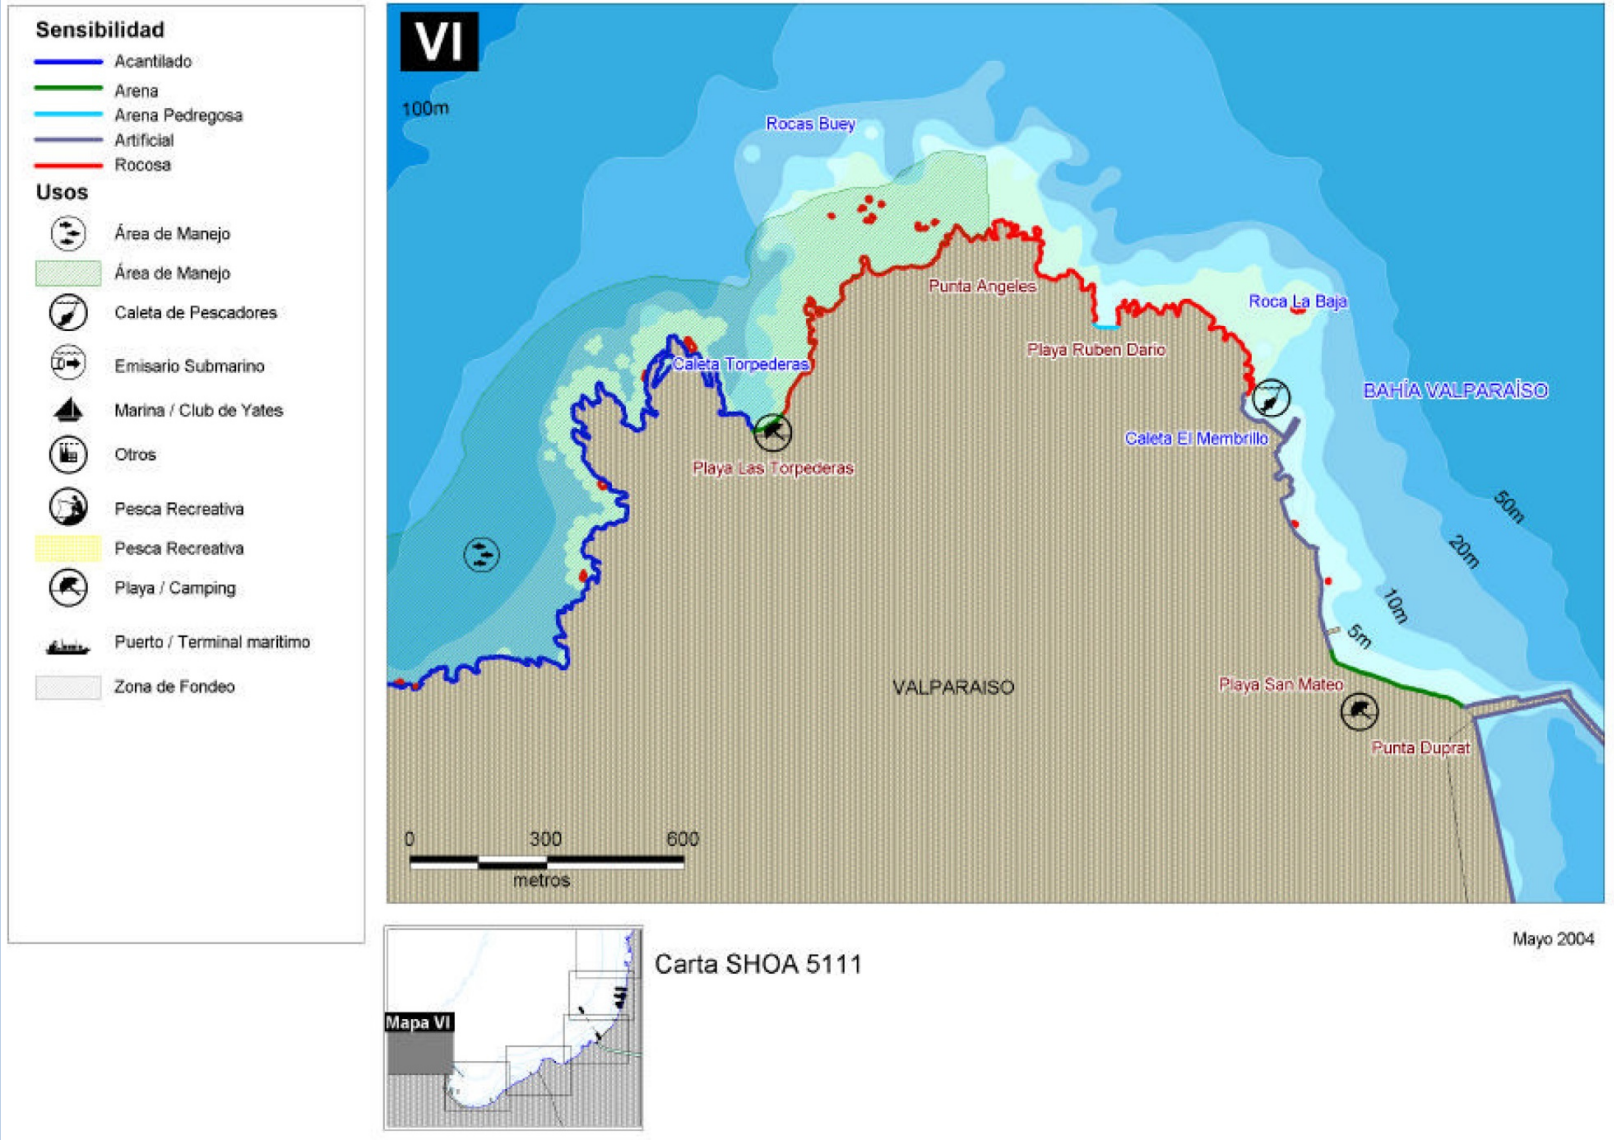 Sensibilidad
Acantilado
Arena
Arena Pedregosa
Artificial
Rocosa
Usos
Área de Manejo
Área de Manejo
Caleta de Pescadores
Emisario Submarino
Marina / Club de Yates
Otros
Pesca Recreativa
Pesca Recreativa
Playa / Camping
Puerto / Terminal maritimo
Zona de Fondeo
VI
100m
Rocas Buey
Punta Angeles
Roca La Baja
Playa Ruben Dario
Caleta Torpederas
BAHÍA VALPARAÍSO
Caleta El Membrillo
Playa Las Torpederas
50m
20m
10m
5m
VALPARAISO
Playa San Mateo
Punta Duprat
0 300 600
metros
Mayo 2004
Carta SHOA 5111
Mapa VI